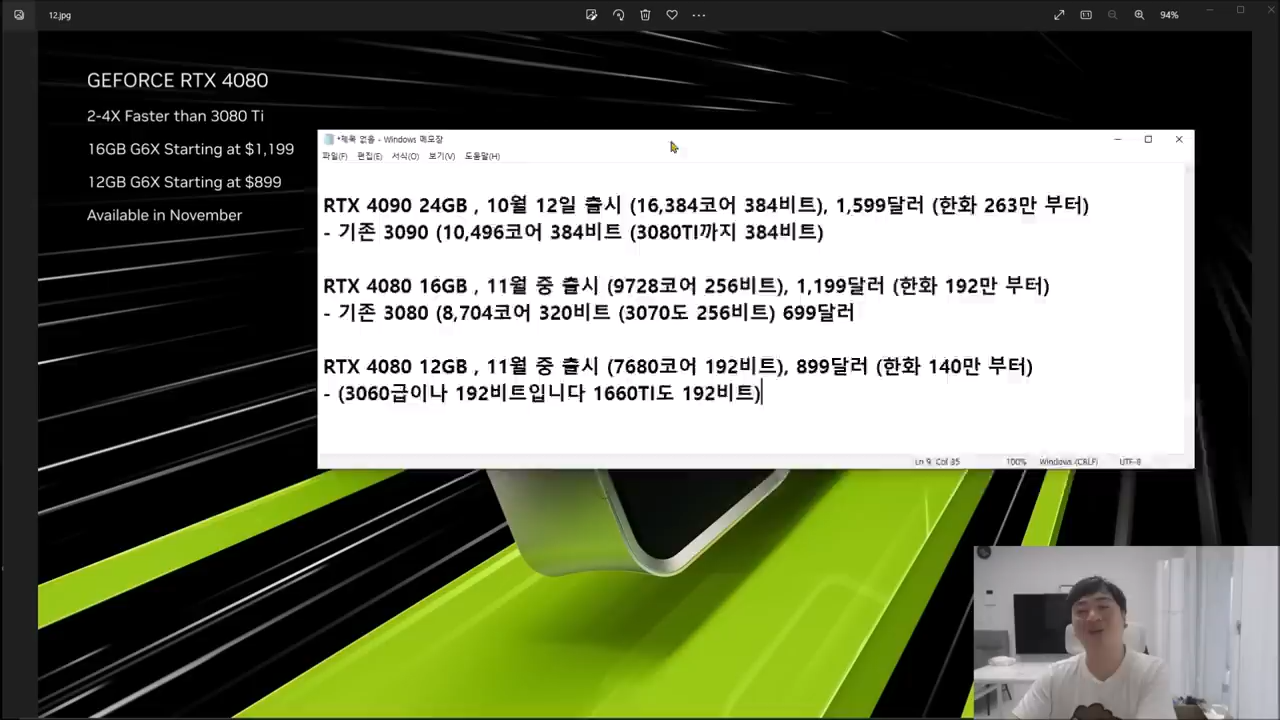 12.jpg
94%
GEFORCE RTX 4080
2-4X Faster than 3080 Ti
16GB G6X Starting at $1,199
12GB G6X Starting at $899
Available in November
*제목 없음 - Windows 메모장
파일(F) 편집(E) 서식(O) 보기(V) 도움말(H)
RTX 4090 24GB , 10월 12일 출시 (16,384코어 384비트), 1,599달러 (한화 263만 부터)
- 기존 3090 (10,496코어 384비트 (3080TI까지 384비트)
RTX 4080 16GB , 11월 중 출시 (9728코어 256비트), 1,199달러 (한화 192만 부터)
- 기존 3080 (8,704코어 320비트 (3070도 256비트) 699달러
RTX 4080 12GB , 11월 중 출시 (7680코어 192비트), 899달러 (한화 140만 부터)
- (3060급이나 192비트입니다 1660TI도 192비트)
Ln 9, Col 35 100% Windows (CRLF) UTF-8